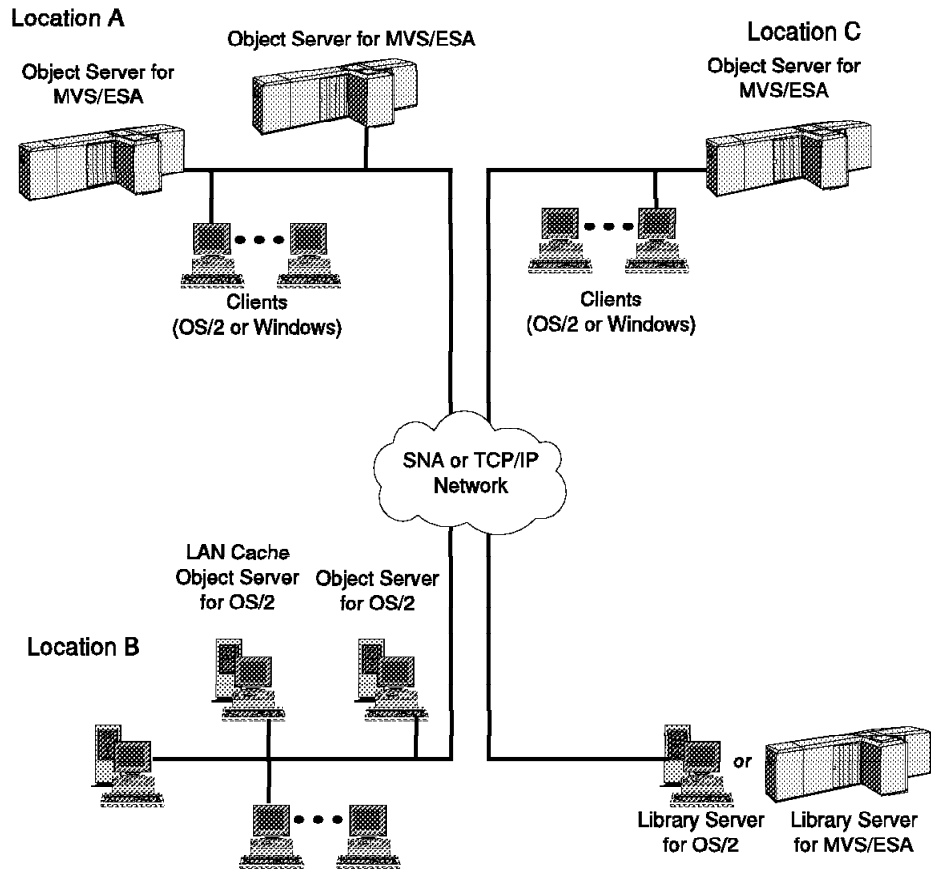 Location A
Object Server for MVS/ESA
Object Server for
MVS/ESA
Location C
Object Server for
MVS/ESA
Clients
(OS/2 or Windows)
Clients
(OS/2 or Windows)
SNA or TCP/IP
Network
LAN Cache
Object Server
for OS/2
Object Server
for OS/2
Location B
or
Library Server
for OS/2
Library Server
for MVS/ESA